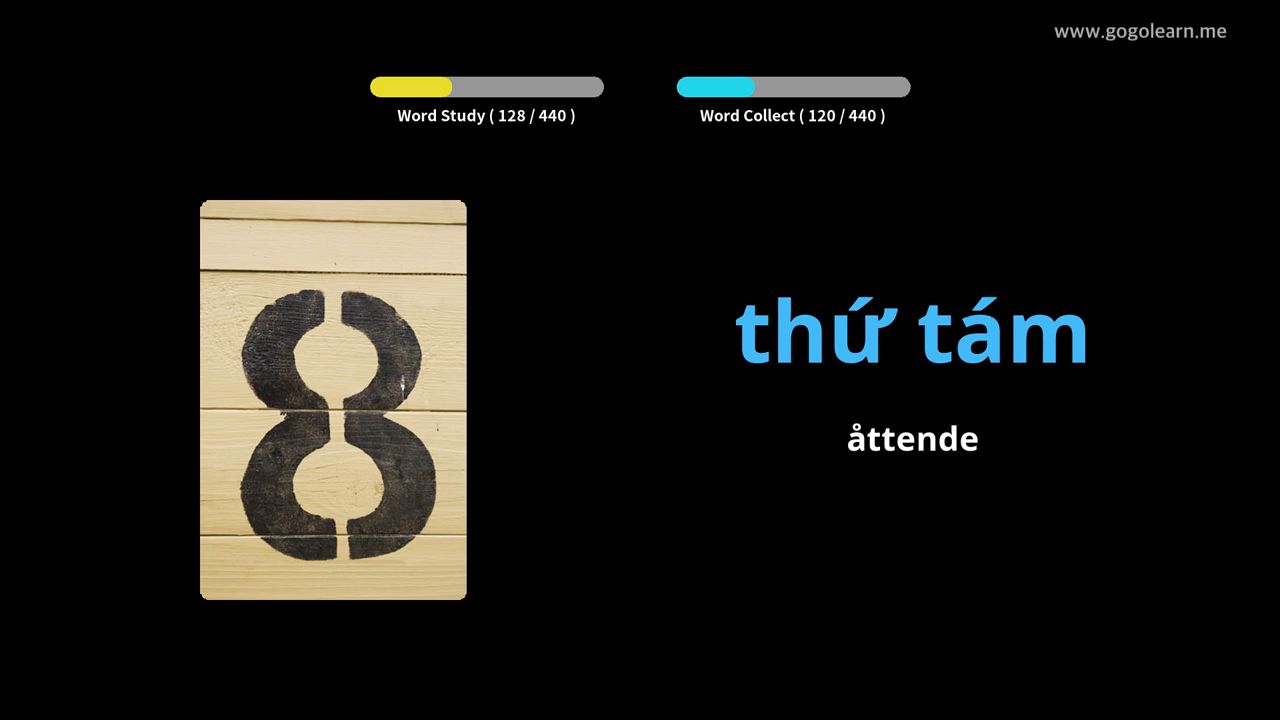 www.gogolearn.me
Word Study ( 128 / 440 )
Word Collect ( 120 / 440 )
8
thứ tám
åttende